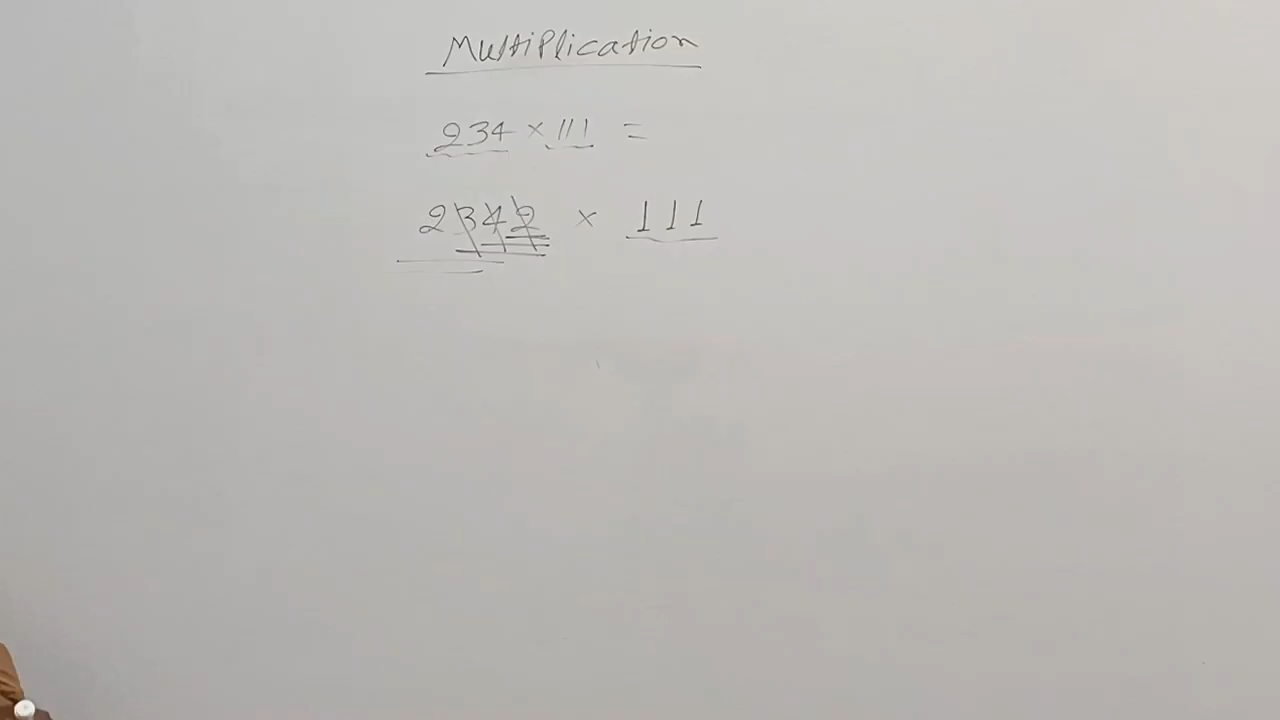 Multiplication
234 × 111 =
2342 × 111